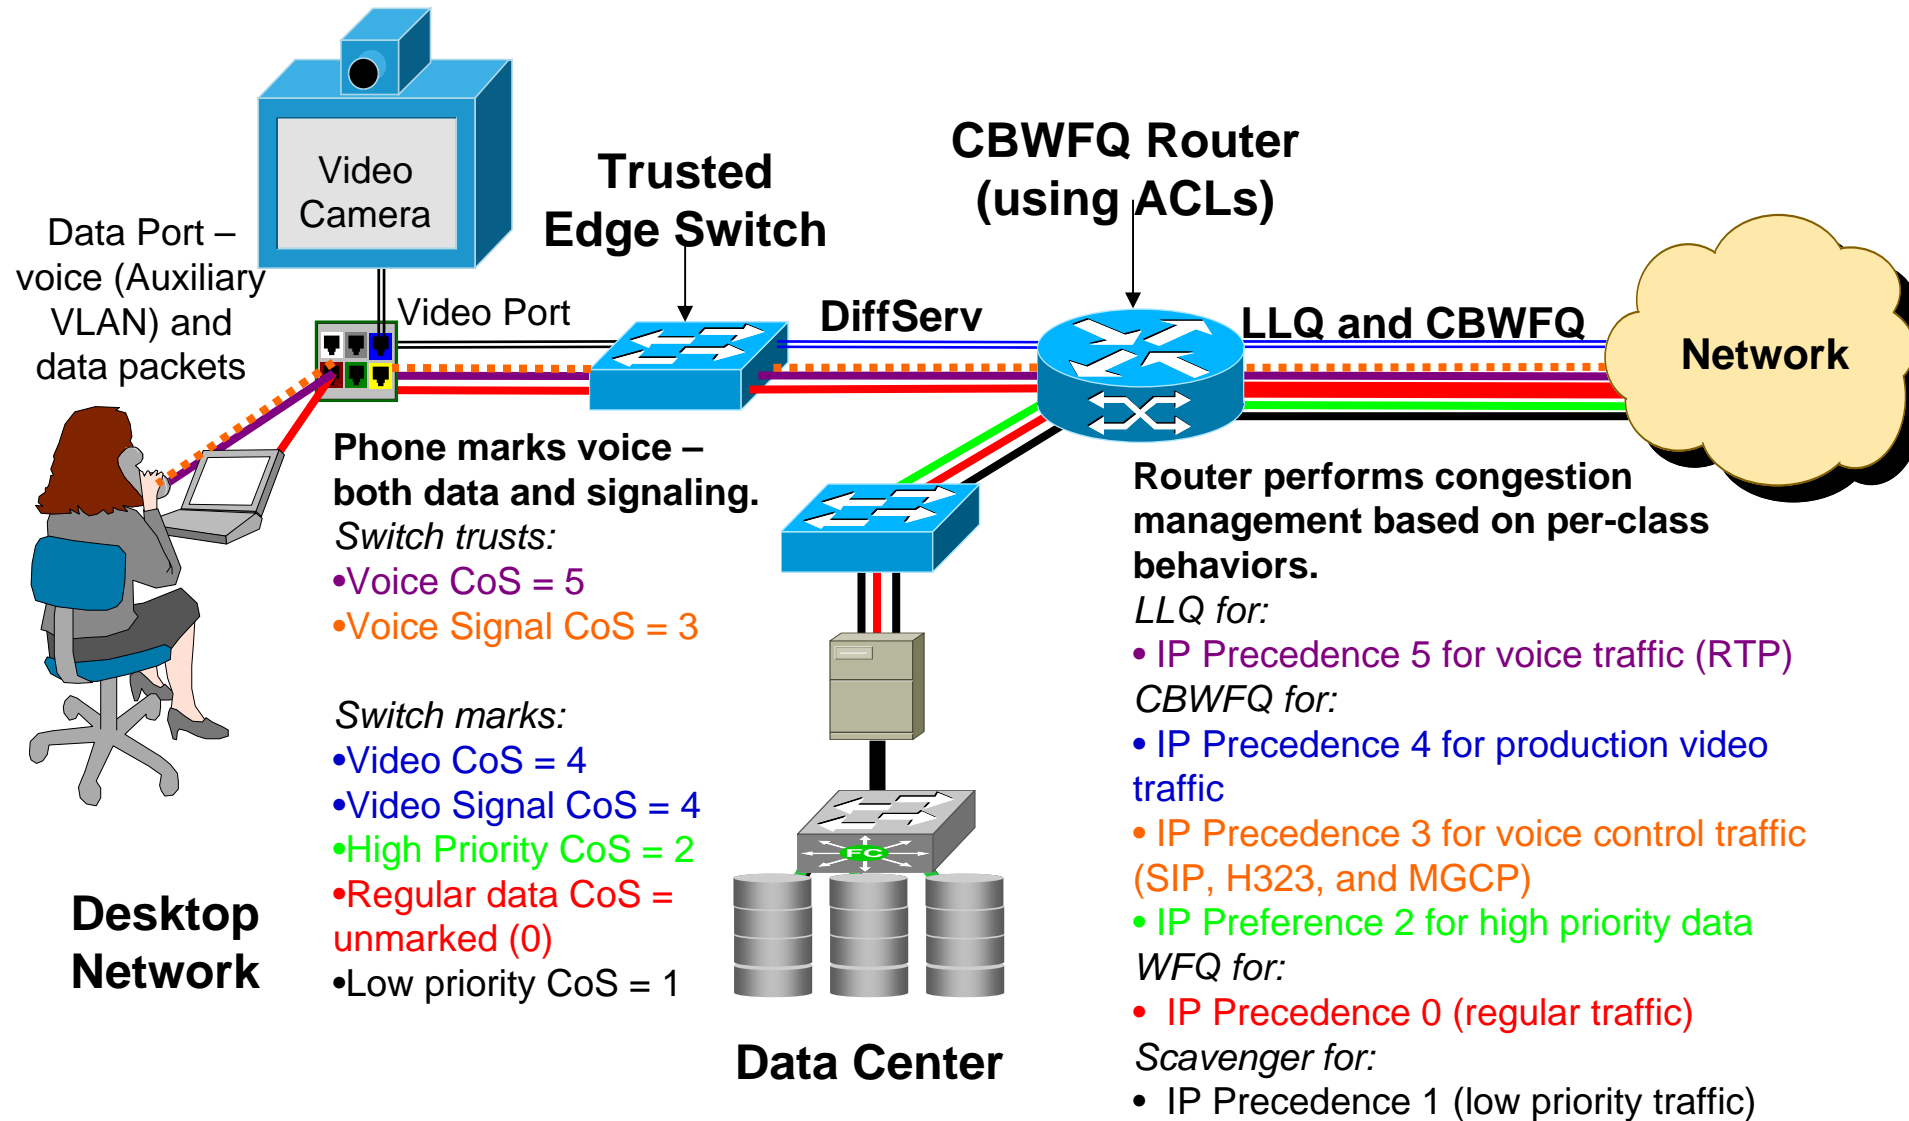 Video
Camera
Data Port –
voice (Auxiliary
VLAN) and
data packets
Video Port
Trusted
Edge Switch
DiffServ
CBWFQ Router
(using ACLs)
LLQ and CBWFQ
Network
Phone marks voice –
both data and signaling.
Switch trusts:
•Voice CoS = 5
•Voice Signal CoS = 3
Switch marks:
•Video CoS = 4
•Video Signal CoS = 4
•High Priority CoS = 2
•Regular data CoS =
unmarked (0)
•Low priority CoS = 1
Desktop
Network
FC
Data Center
Router performs congestion
management based on per-class
behaviors.
LLQ for:
• IP Precedence 5 for voice traffic (RTP)
CBWFQ for:
• IP Precedence 4 for production video
traffic
• IP Precedence 3 for voice control traffic
(SIP, H323, and MGCP)
• IP Preference 2 for high priority data
WFQ for:
• IP Precedence 0 (regular traffic)
Scavenger for:
• IP Precedence 1 (low priority traffic)